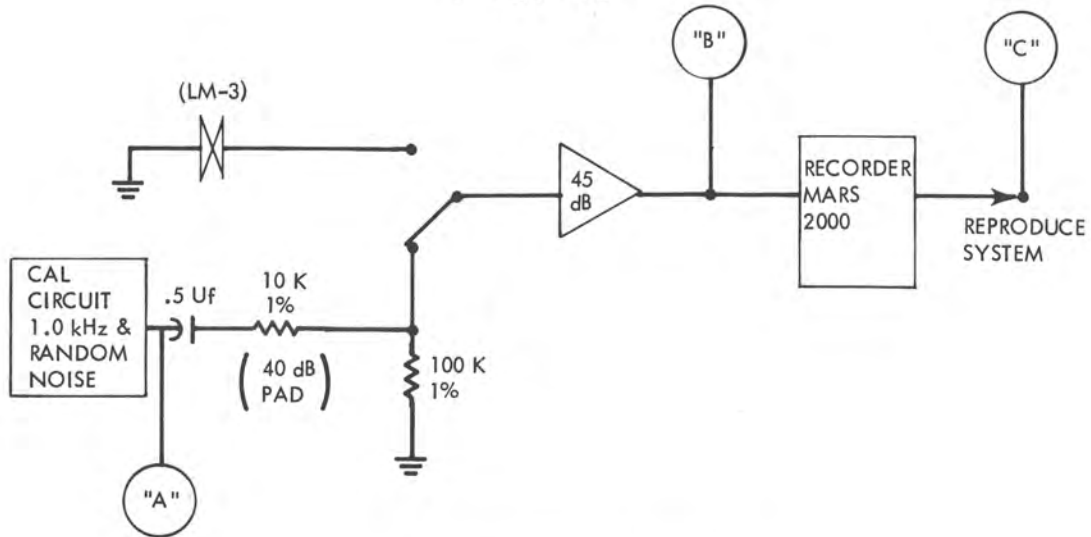 "B"
"C"
(LM-3)
45
dB
RECORDER
MARS
2000
REPRODUCE
SYSTEM
CAL
CIRCUIT
1.0 kHz &
RANDOM
NOISE
.5 Uf
10 K
1%
(40 dB
PAD)
100 K
1%
"A"